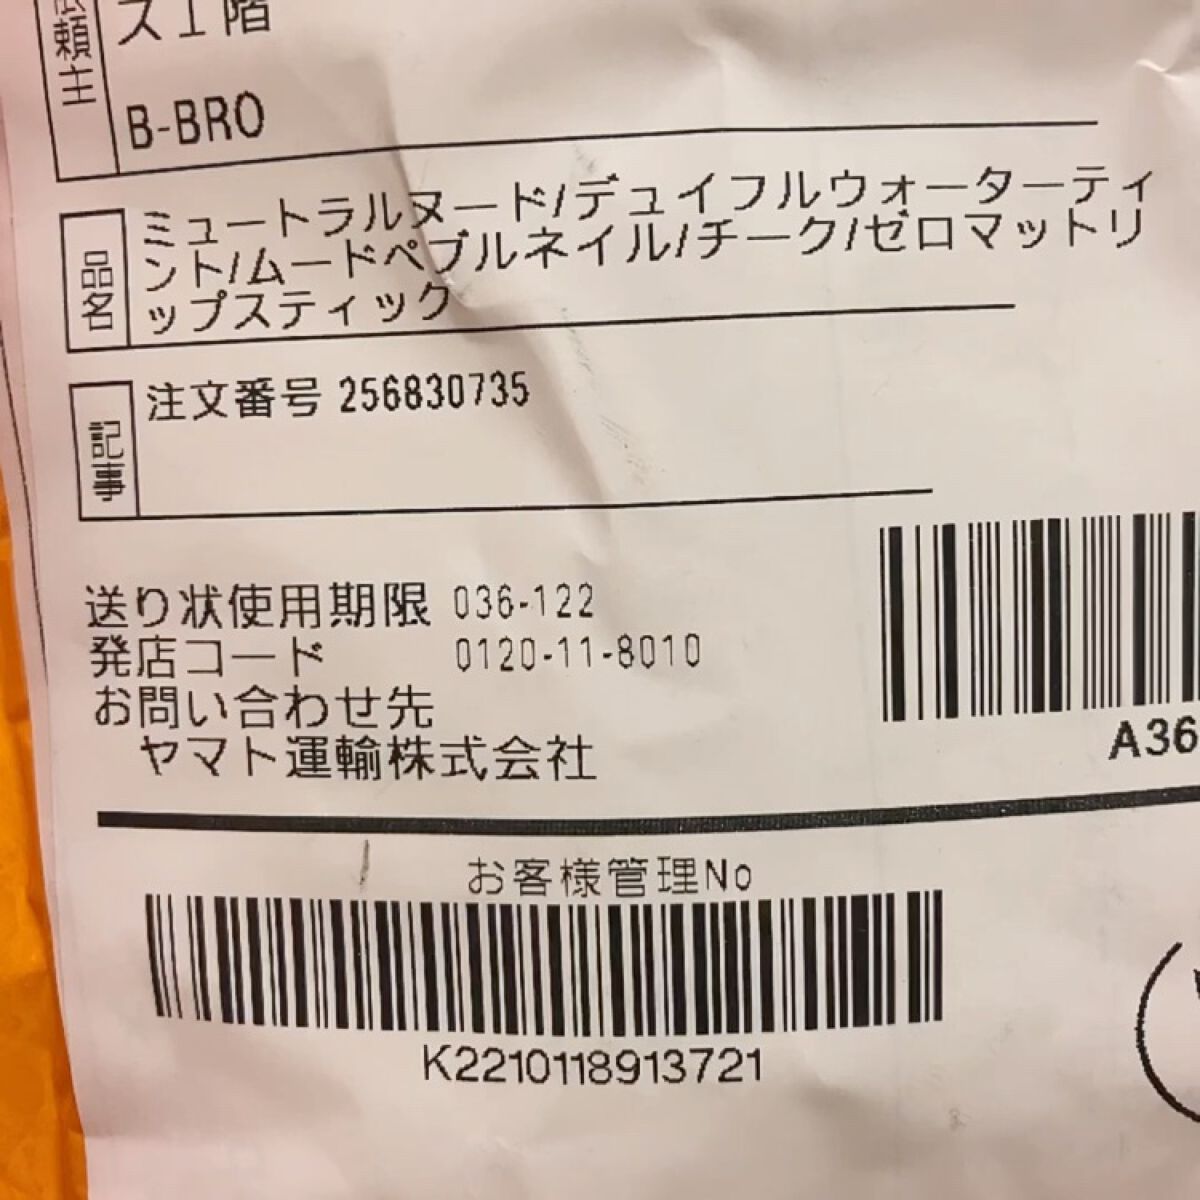 依頼主
ス1階
B-BRO
品名
ミュートラルヌード/デュイフルウォーターティ
ント/ムードペブルネイル/チーク/ゼロマットリ
ップスティック
記事
注文番号 256830735
送り状使用期限 036-122
発店コード 0120-11-8010
お問い合わせ先
ヤマト運輸株式会社
A36
お客様管理No
K2210118913721